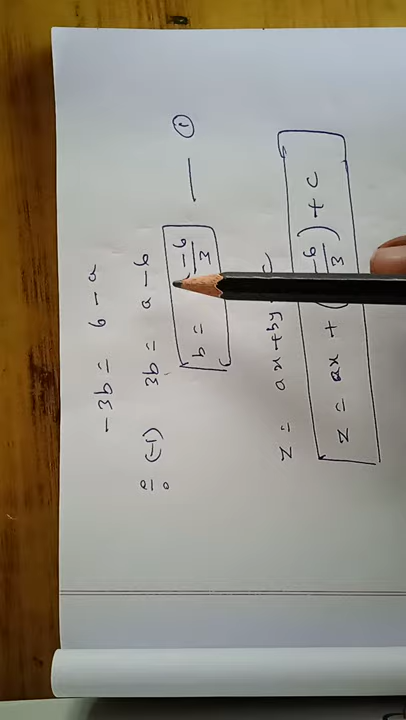 -3b = 6 - a
÷ (-1) 3b = a - 6
b = -6/3 — ①
z = ax + by c
z = ax + ( -6/3 ) + c